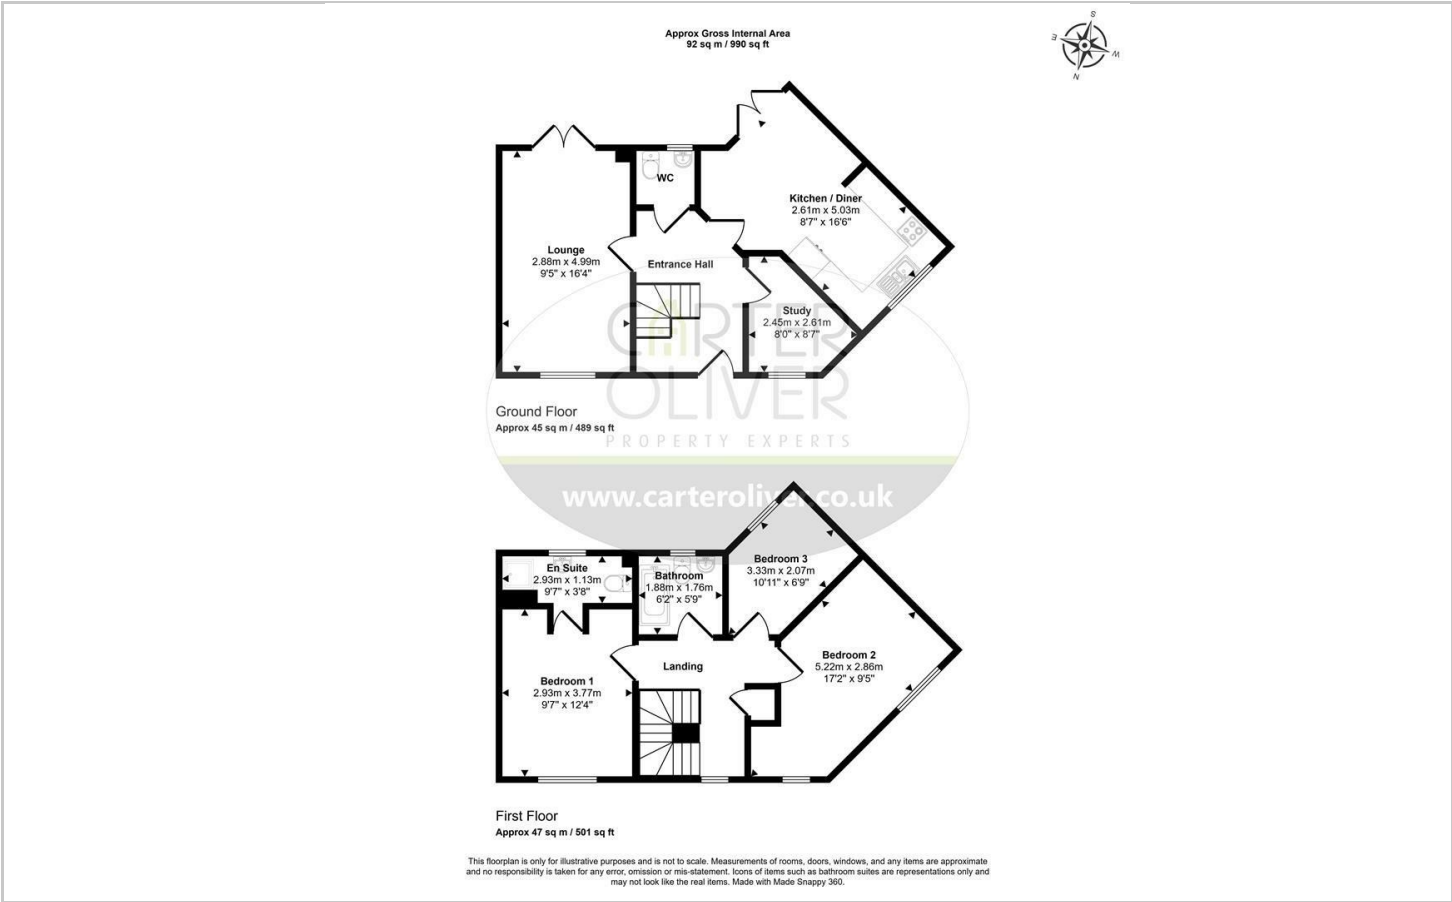 Approx Gross Internal Area
92 sq m / 990 sq ft
S
E
W
N
WC
Kitchen / Diner
2.61m x 5.03m
8'7" x 16'6"
Lounge
2.88m x 4.99m
9'5" x 16'4"
Entrance Hall
Study
2.45m x 2.61m
8'0" x 8'7"
CARTER
OLIVER
PROPERTY EXPERTS
www.carteroliver.co.uk
Ground Floor
Approx 45 sq m / 489 sq ft
En Suite
2.93m x 1.13m
9'7" x 3'8"
Bathroom
1.88m x 1.76m
6'2" x 5'9"
Bedroom 3
3.33m x 2.07m
10'11" x 6'9"
Bedroom 2
5.22m x 2.86m
17'2" x 9'5"
Landing
Bedroom 1
2.93m x 3.77m
9'7" x 12'4"
First Floor
Approx 47 sq m / 501 sq ft
This floorplan is only for illustrative purposes and is not to scale. Measurements of rooms, doors, windows, and any items are approximate
and no responsibility is taken for any error, omission or mis-statement. Icons of items such as bathroom suites are representations only and
may not look like the real items. Made with Made Snappy 360.